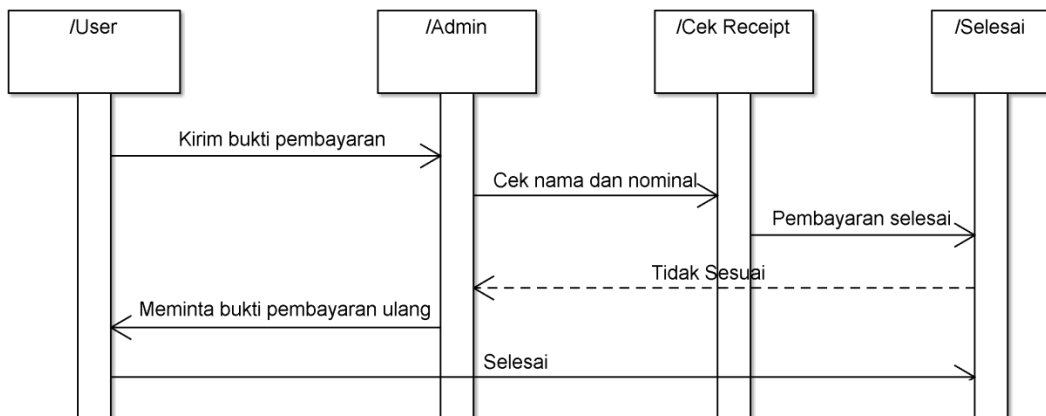 /User
/Admin
/Cek Receipt
/Selesai
Kirim bukti pembayaran
Cek nama dan nominal
Pembayaran selesai
Tidak Sesuai
Meminta bukti pembayaran ulang
Selesai